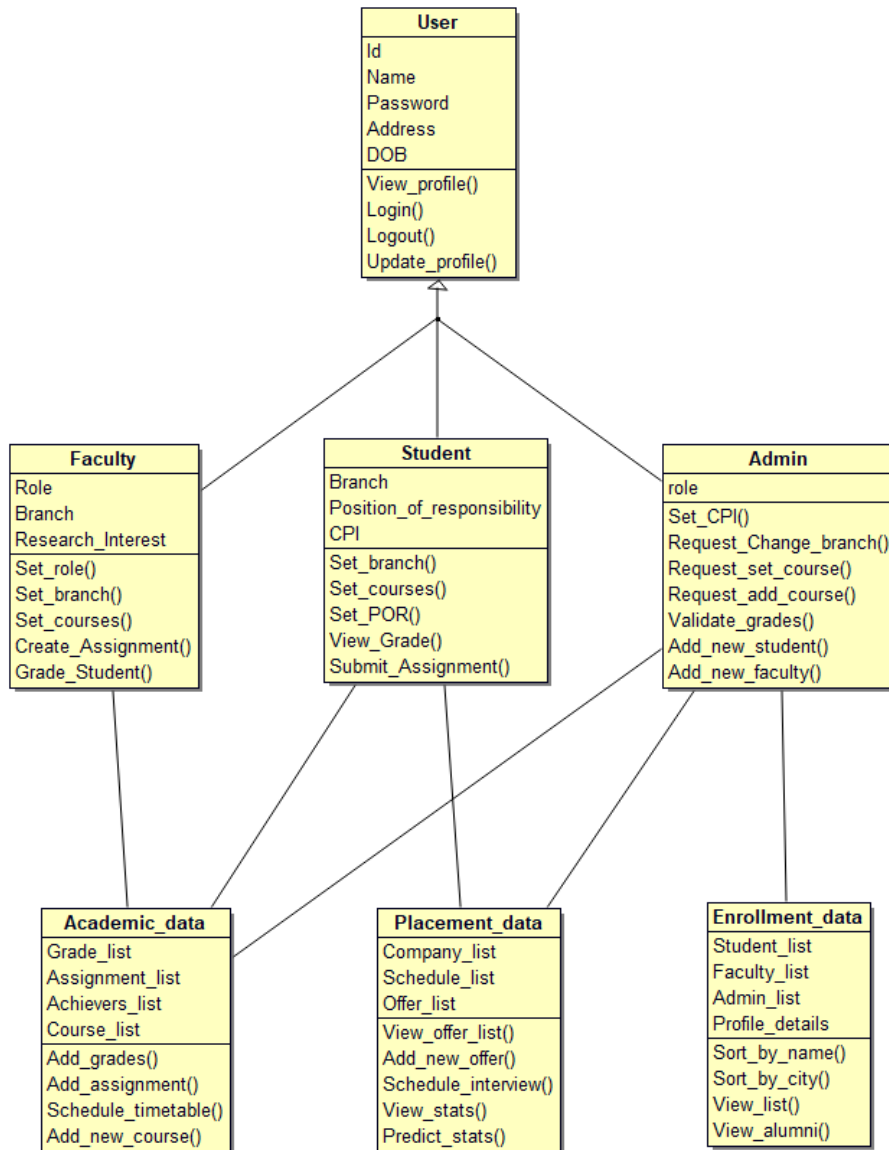 User
Id
Name
Password
Address
DOB
View_profile()
Login()
Logout()
Update_profile()
Faculty
Role
Branch
Research_Interest
Set_role()
Set_branch()
Set_courses()
Create_Assignment()
Grade_Student()
Student
Branch
Position_of_responsibility
CPI
Set_branch()
Set_courses()
Set_POR()
View_Grade()
Submit_Assignment()
Admin
role
Set_CPI()
Request_Change_branch()
Request_set_course()
Request_add_course()
Validate_grades()
Add_new_student()
Add_new_faculty()
Academic_data
Grade_list
Assignment_list
Achievers_list
Course_list
Add_grades()
Add_assignment()
Schedule_timetable()
Add_new_course()
Placement_data
Company_list
Schedule_list
Offer_list
View_offer_list()
Add_new_offer()
Schedule_interview()
View_stats()
Predict_stats()
Enrollment_data
Student_list
Faculty_list
Admin_list
Profile_details
Sort_by_name()
Sort_by_city()
View_list()
View_alumni()